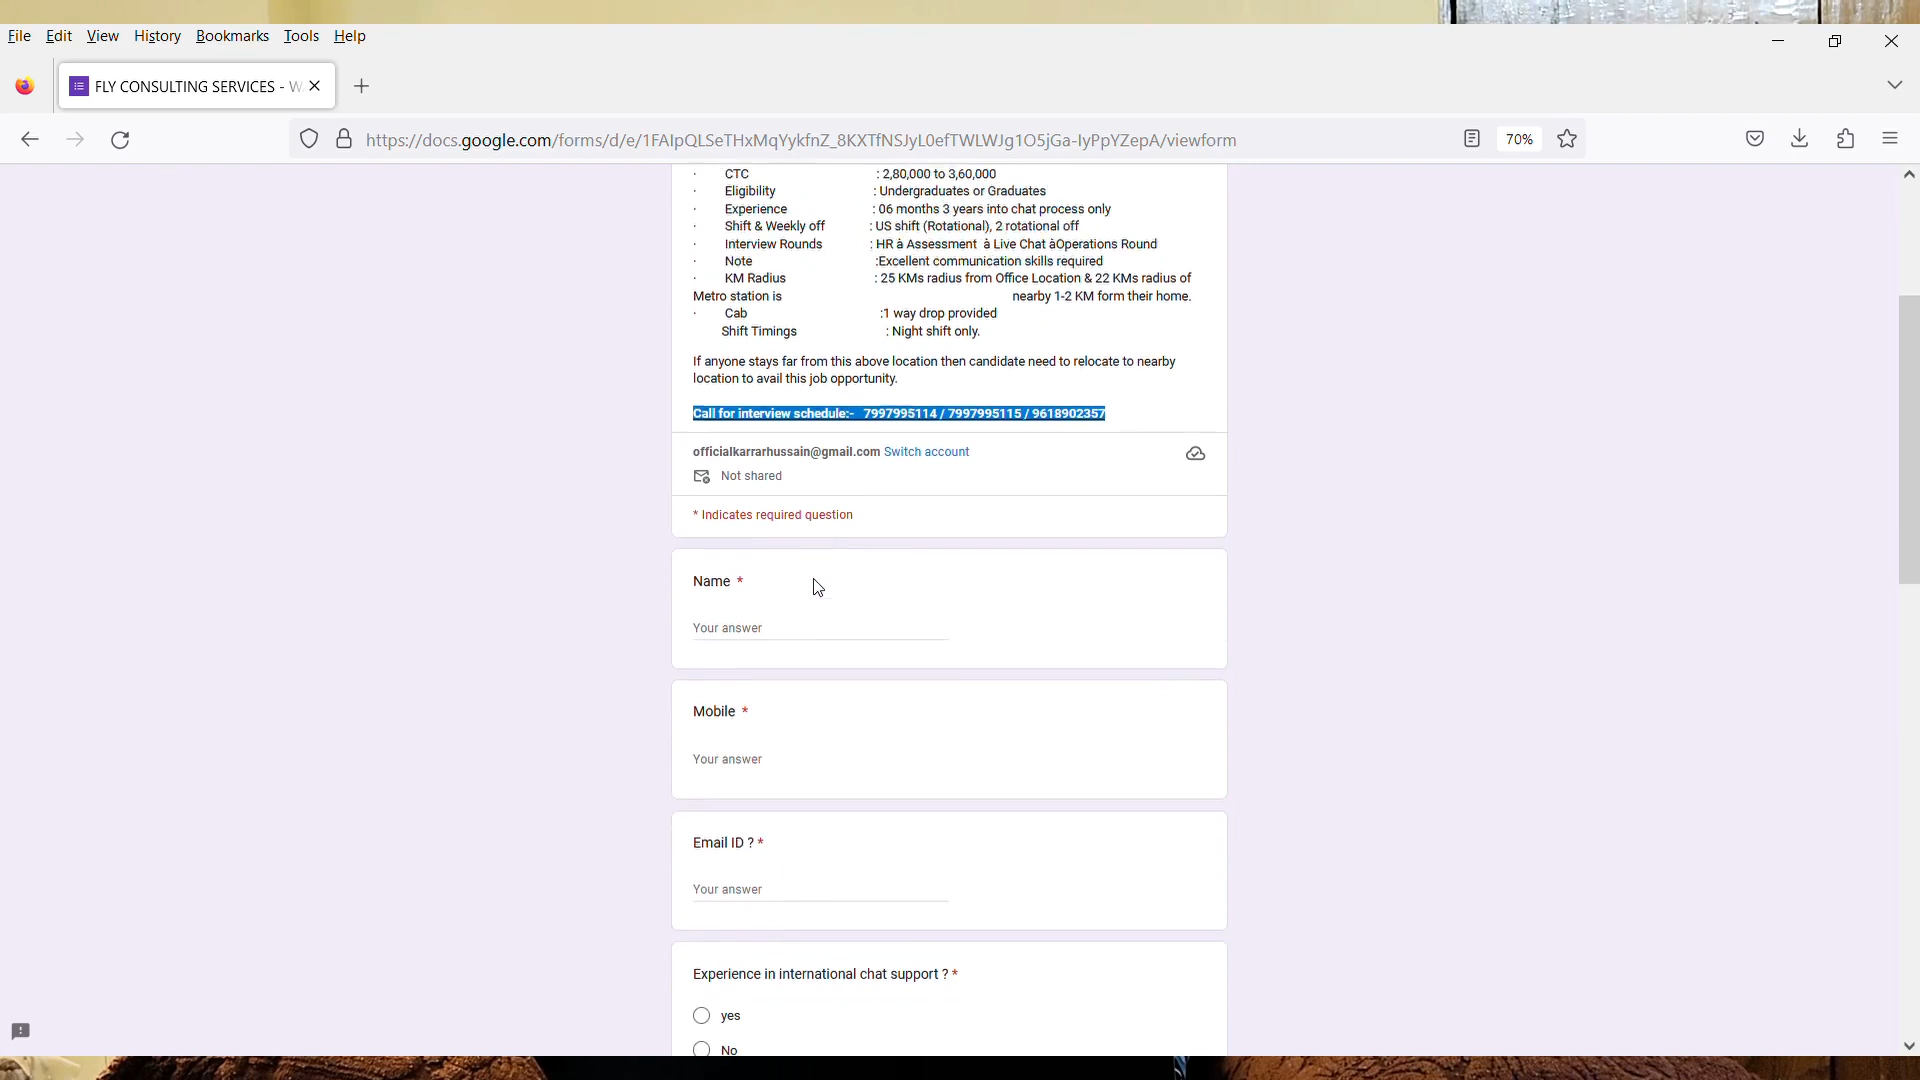 File Edit View History Bookmarks Tools Help
FLY CONSULTING SERVICES - W
https://docs.google.com/forms/d/e/1FAIpQLSeTHxMqYykfnZ_8KXTfNSJyL0efTWLWJg1O5jGa-IyPpYZepA/viewform
70%
· CTC : 2,80,000 to 3,60,000
· Eligibility : Undergraduates or Graduates
· Experience : 06 months 3 years into chat process only
· Shift & Weekly off : US shift (Rotational), 2 rotational off
· Interview Rounds : HR à Assessment à Live Chat àOperations Round
· Note :Excellent communication skills required
· KM Radius : 25 KMs radius from Office Location & 22 KMs radius of
Metro station is nearby 1-2 KM form their home.
· Cab :1 way drop provided
Shift Timings : Night shift only.
If anyone stays far from this above location then candidate need to relocate to nearby
location to avail this job opportunity.
Call for interview schedule:- 7997995114 / 7997995115 / 9618902357
officialkarrarhussain@gmail.com Switch account
Not shared
* Indicates required question
Name *
Your answer
Mobile *
Your answer
Email ID ? *
Your answer
Experience in international chat support ? *
yes
No